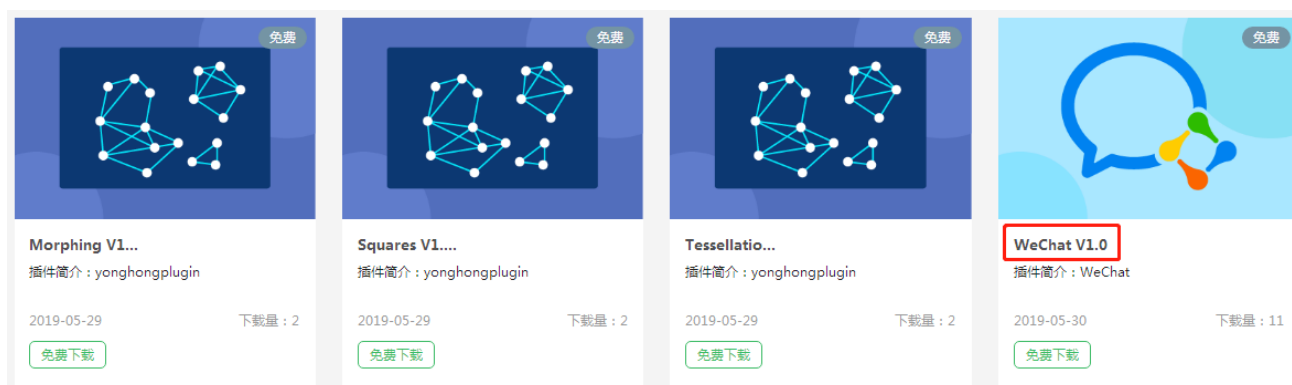 免费
免费
免费
免费
Morphing V1...
插件简介：yonghongplugin
2019-05-29
下载量：2
免费下载
Squares V1....
插件简介：yonghongplugin
2019-05-29
下载量：2
免费下载
Tessellatio...
插件简介：yonghongplugin
2019-05-29
下载量：2
免费下载
WeChat V1.0
插件简介：WeChat
2019-05-30
下载量：11
免费下载